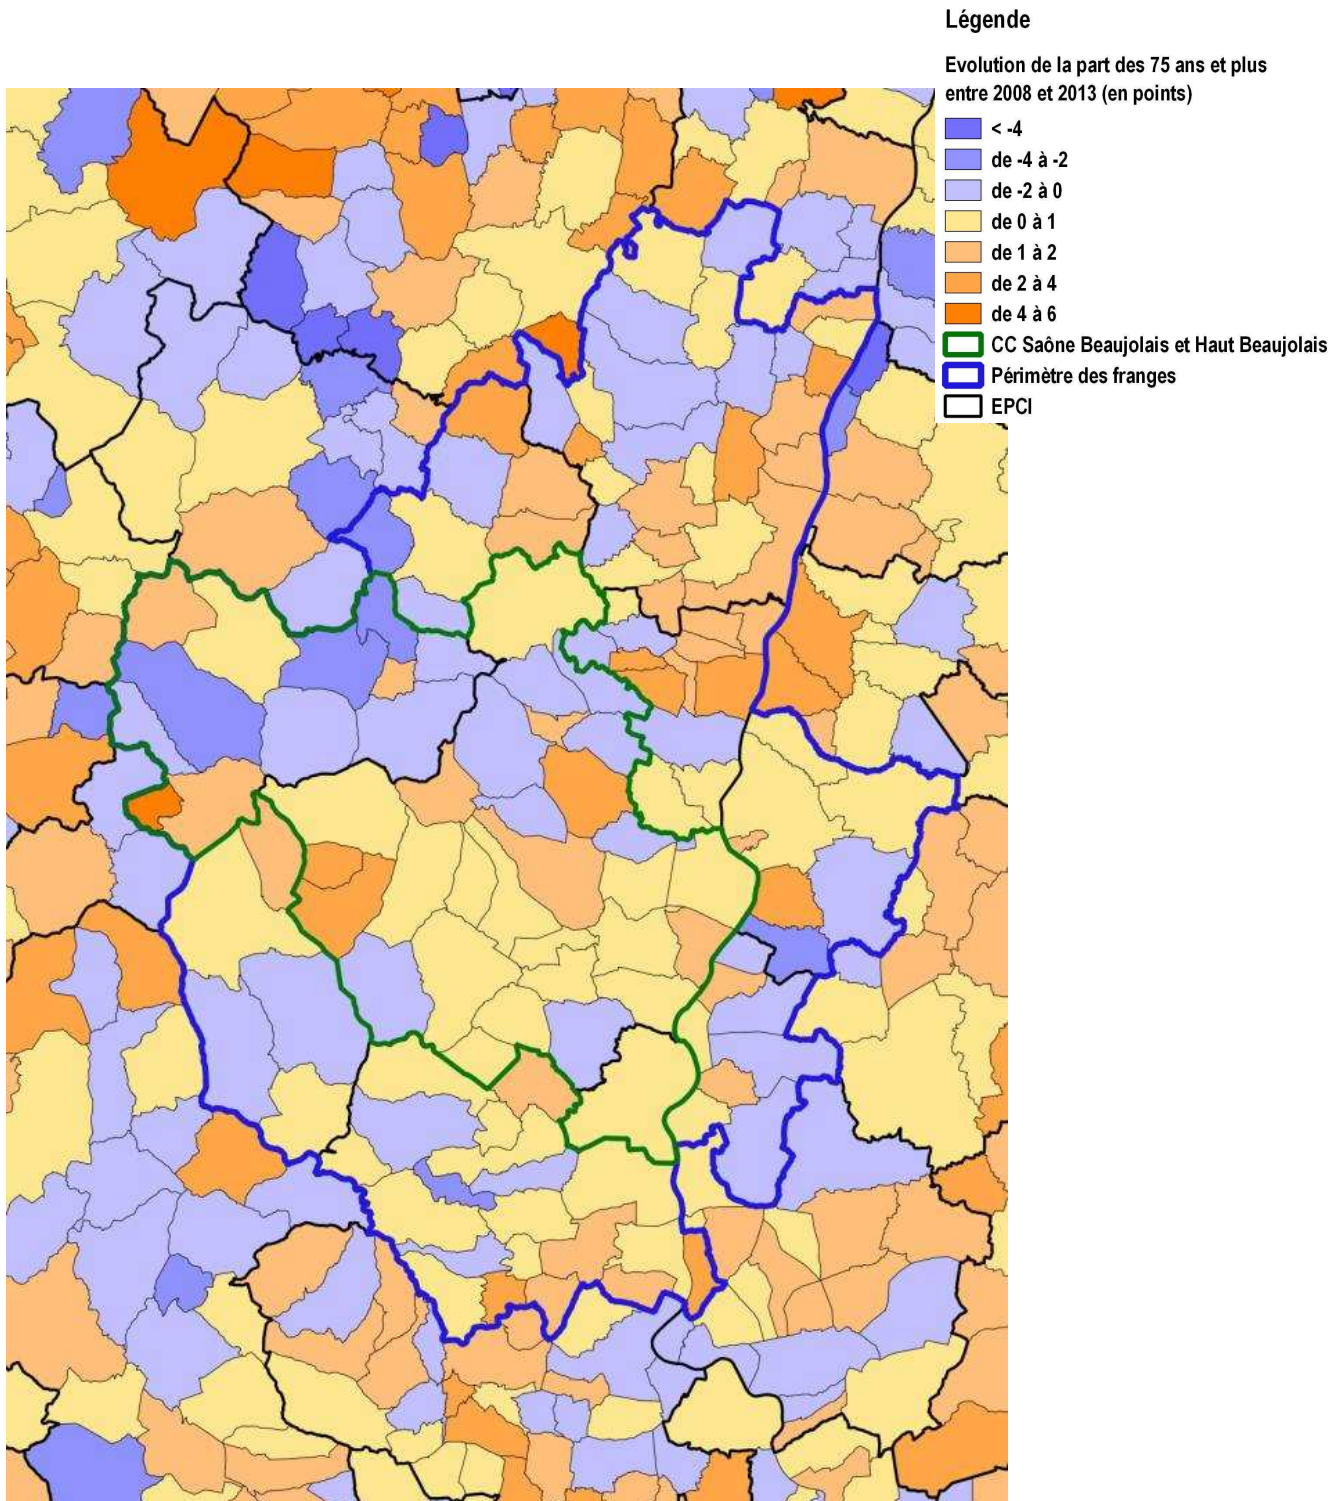 Légende
Evolution de la part des 75 ans et plus
entre 2008 et 2013 (en points)
< -4
de -4 à -2
de -2 à 0
de 0 à 1
de 1 à 2
de 2 à 4
de 4 à 6
CC Saône Beaujolais et Haut Beaujolais
Périmètre des franges
EPCI